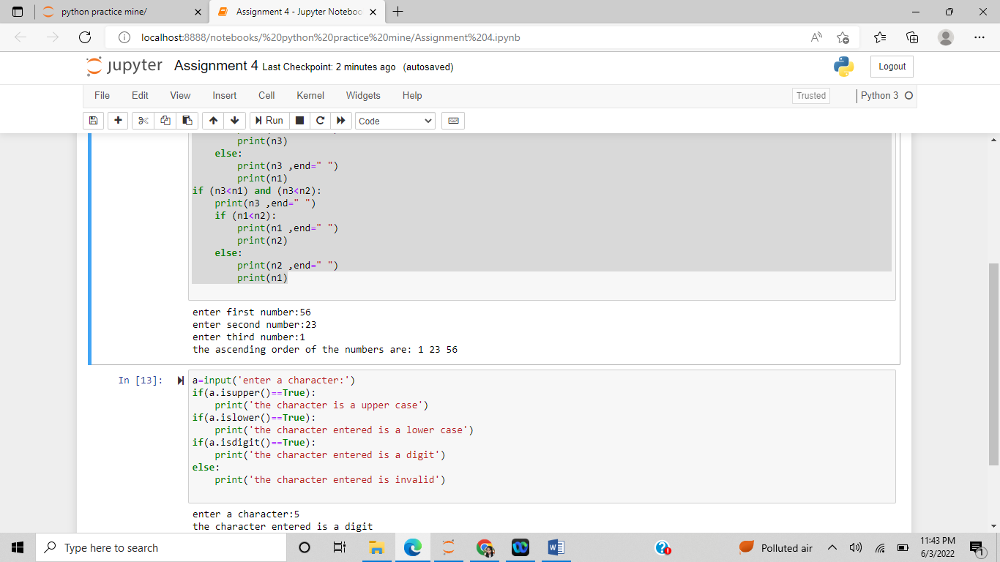 python practice mine/
Assignment 4 - Jupyter Noteboo
localhost:8888/notebooks/%20python%20practice%20mine/Assignment%204.ipynb
jupyter Assignment 4 Last Checkpoint: 2 minutes ago (autosaved)
Logout
File Edit View Insert Cell Kernel Widgets Help
Trusted
Python 3
Run
Code
print(n3)
else:
print(n3 ,end=" ")
print(n1)
if (n3<n1) and (n3<n2):
print(n3 ,end=" ")
if (n1<n2):
print(n1 ,end=" ")
print(n2)
else:
print(n2 ,end=" ")
print(n1)
enter first number:56
enter second number:23
enter third number:1
the ascending order of the numbers are: 1 23 56
In [13]:
a=input('enter a character:')
if(a.isupper()==True):
print('the character is a upper case')
if(a.islower()==True):
print('the character entered is a lower case')
if(a.isdigit()==True):
print('the character entered is a digit')
else:
print('the character entered is invalid')
enter a character:5
the character entered is a digit
Type here to search
Polluted air
11:43 PM
6/3/2022
1